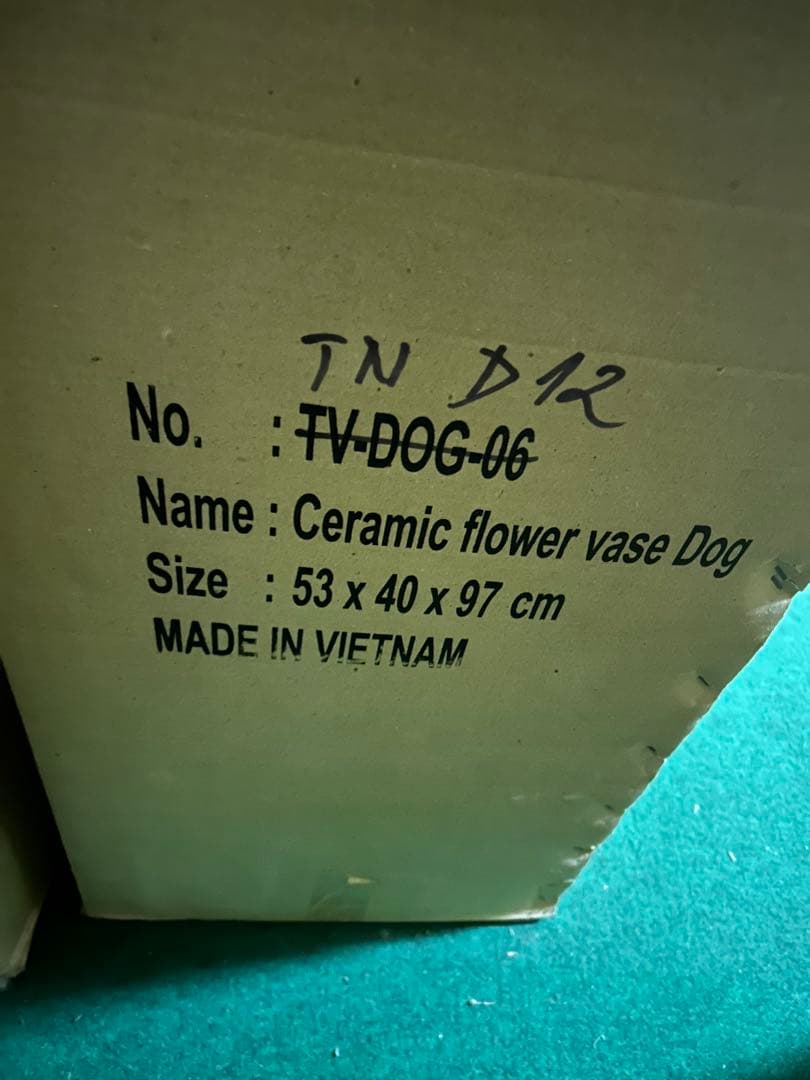 TN D12
No. : TV-DOG-06
Name : Ceramic flower vase Dog
Size : 53 x 40 x 97 cm
MADE IN VIETNAM